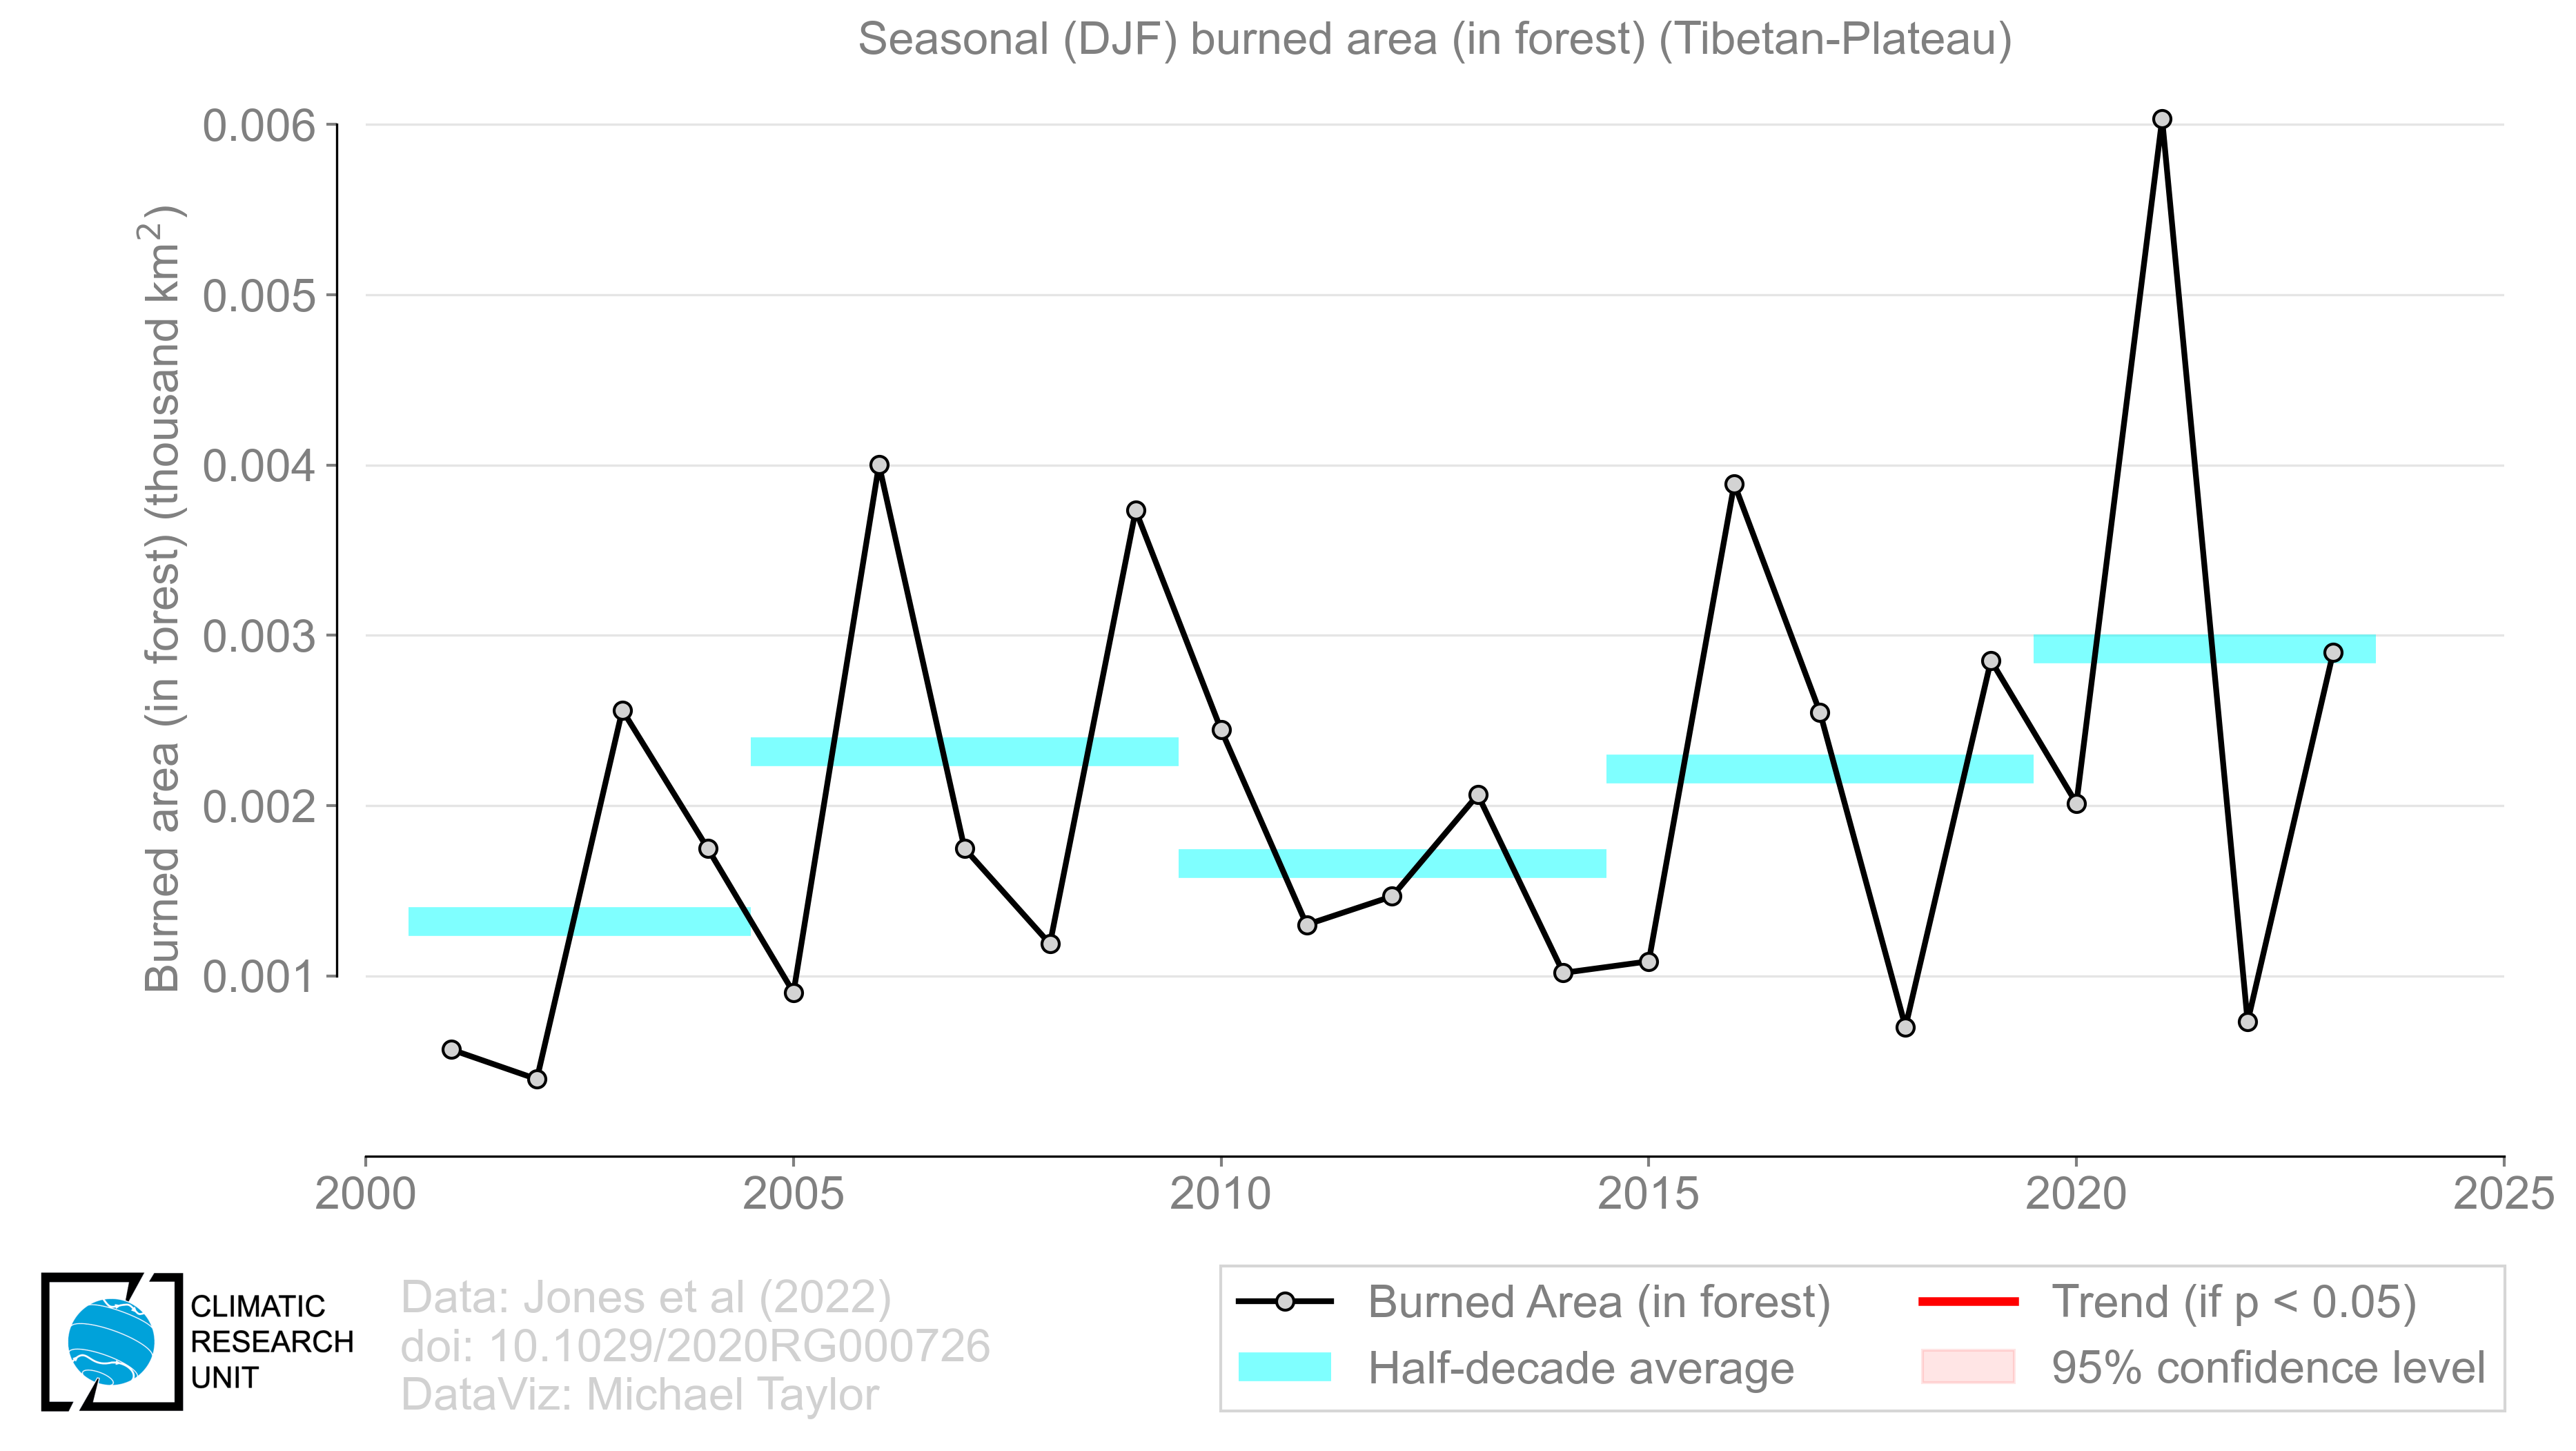 Seasonal (DJF) burned area (in forest) (Tibetan-Plateau)
Burned area (in forest) (thousand km²)
0.006
0.005
0.004
0.003
0.002
0.001
2000 2005 2010 2015 2020 2025
CLIMATIC
RESEARCH
UNIT
Data: Jones et al (2022)
doi: 10.1029/2020RG000726
DataViz: Michael Taylor
Burned Area (in forest)
Half-decade average
Trend (if p < 0.05)
95% confidence level